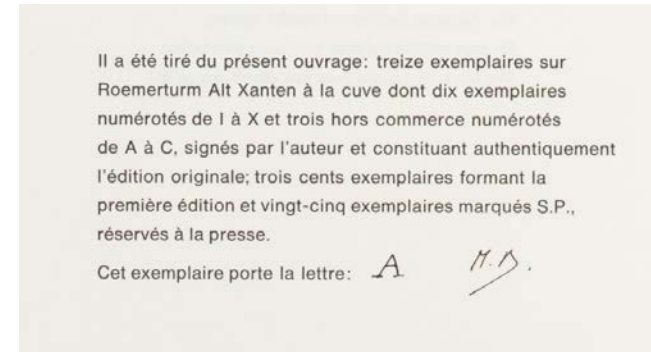 Il a été tiré du présent ouvrage: treize exemplaires sur
Roemerturm Alt Xanten à la cuve dont dix exemplaires
numérotés de I à X et trois hors commerce numérotés
de A à C, signés par l'auteur et constituant authentiquement
l'édition originale; trois cents exemplaires formant la
première édition et vingt-cinq exemplaires marqués S.P.,
réservés à la presse.
Cet exemplaire porte la lettre: A M.B.